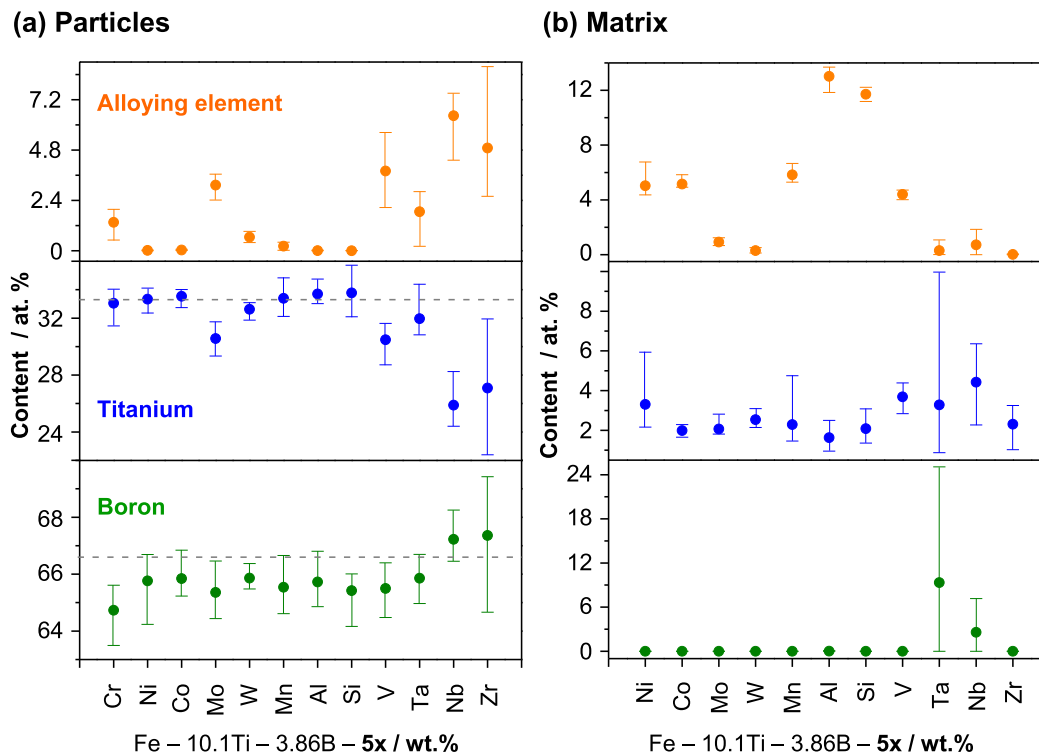 (a) Particles
(b) Matrix
Content / at. %
7.2
4.8
2.4
0
Alloying element
32
28
24
Titanium
68
66
64
Boron
Cr
Ni
Co
Mo
W
Mn
Al
Si
V
Ta
Nb
Zr
Fe – 10.1Ti – 3.86B – 5x / wt.%
Content / at. %
12
8
4
0
8
6
4
2
24
18
12
6
0
Ni
Co
Mo
W
Mn
Al
Si
V
Ta
Nb
Zr
Fe – 10.1Ti – 3.86B – 5x / wt.%